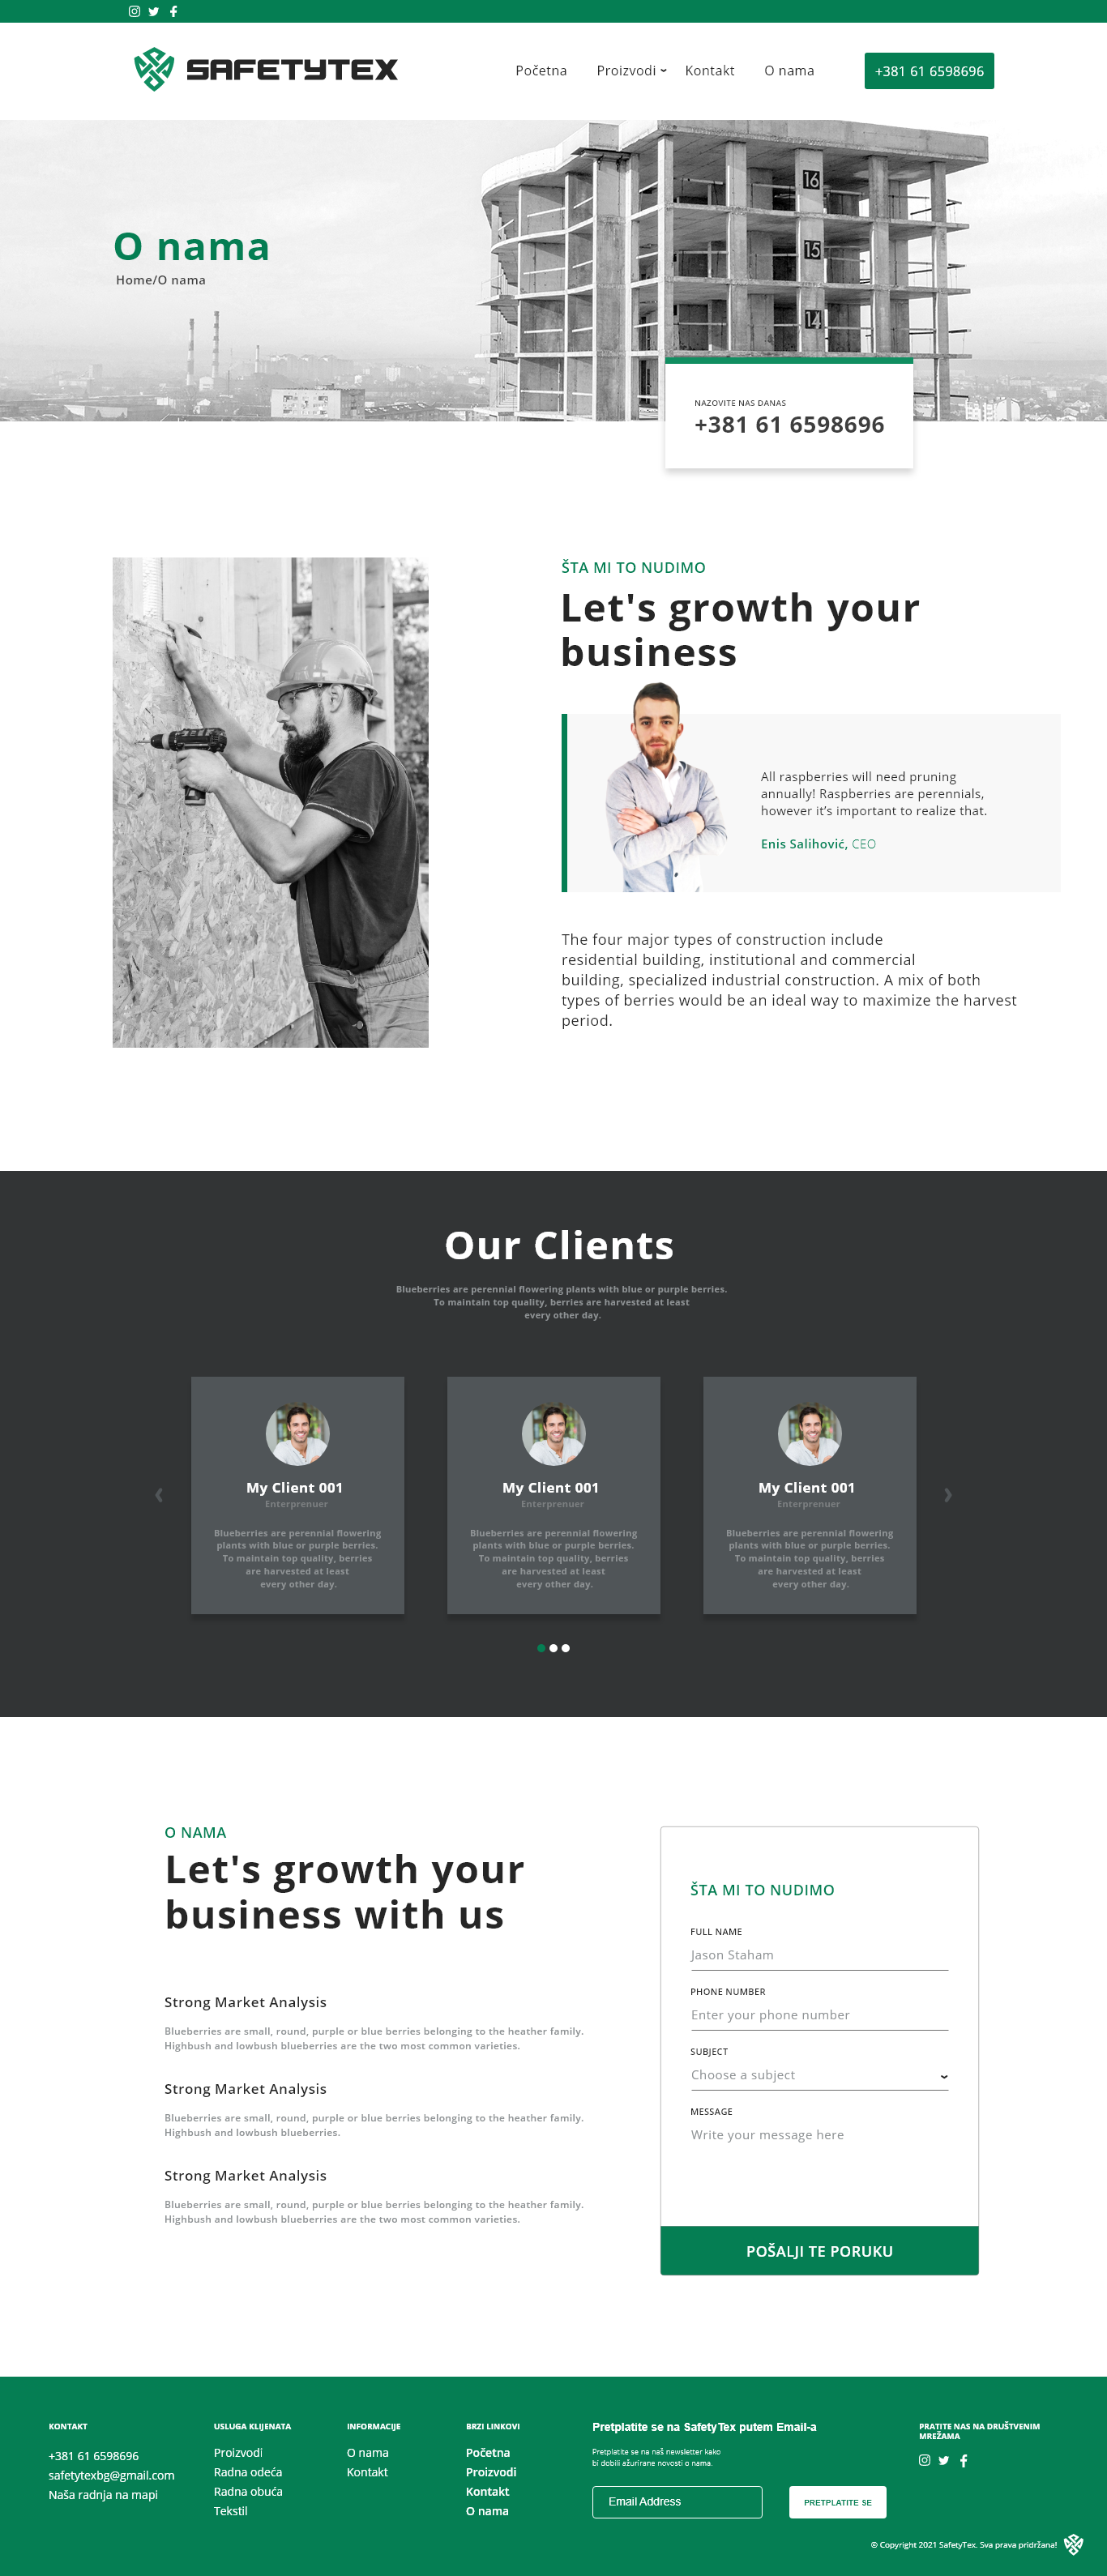 SAFETYTEX
Početna Proizvodi Kontakt O nama
+381 61 6598696
16
15
14
O nama
Home/O nama
NAZOVITE NAS DANAS
+381 61 6598696
ŠTA MI TO NUDIMO
Let's growth your
business
All raspberries will need pruning
annually! Raspberries are perennials,
however it’s important to realize that.
Enis Salihović, CEO
The four major types of construction include
residential building, institutional and commercial
building, specialized industrial construction. A mix of both
types of berries would be an ideal way to maximize the harvest
period.
Our Clients
Blueberries are perennial flowering plants with blue or purple berries.
To maintain top quality, berries are harvested at least
every other day.
My Client 001
Enterprenuer
Blueberries are perennial flowering
plants with blue or purple berries.
To maintain top quality, berries
are harvested at least
every other day.
My Client 001
Enterprenuer
Blueberries are perennial flowering
plants with blue or purple berries.
To maintain top quality, berries
are harvested at least
every other day.
My Client 001
Enterprenuer
Blueberries are perennial flowering
plants with blue or purple berries.
To maintain top quality, berries
are harvested at least
every other day.
O NAMA
Let's growth your
business with us
Strong Market Analysis
Blueberries are small, round, purple or blue berries belonging to the heather family.
Highbush and lowbush blueberries are the two most common varieties.
Strong Market Analysis
Blueberries are small, round, purple or blue berries belonging to the heather family.
Highbush and lowbush blueberries.
Strong Market Analysis
Blueberries are small, round, purple or blue berries belonging to the heather family.
Highbush and lowbush blueberries are the two most common varieties.
ŠTA MI TO NUDIMO
FULL NAME
Jason Staham
PHONE NUMBER
Enter your phone number
SUBJECT
Choose a subject
MESSAGE
Write your message here
POŠALJI TE PORUKU
KONTAKT
+381 61 6598696
safetytexbg@gmail.com
Naša radnja na mapi
USLUGA KLIJENATA
Proizvodi
Radna odeća
Radna obuća
Tekstil
INFORMACIJE
O nama
Kontakt
BRZI LINKOVI
Početna
Proizvodi
Kontakt
O nama
Pretplatite se na SafetyTex putem Email-a
Pretplatite se na naš newsletter kako
bi dobili ažurirane novosti o nama.
Email Address
PRETPLATITE SE
PRATITE NAS NA DRUŠTVENIM
MREŽAMA
© Copyright 2021 SafetyTex. Sva prava pridržana!